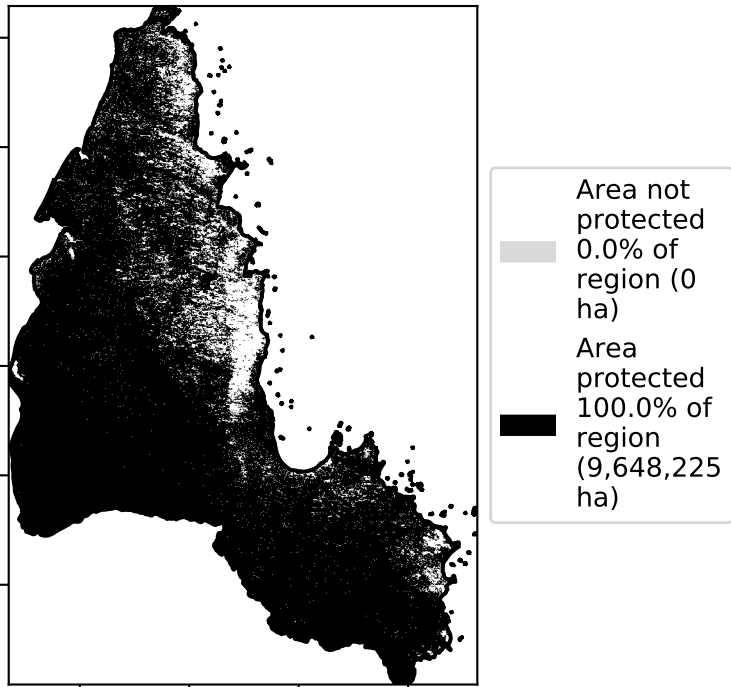 Area not
protected
0.0% of
region (0
ha)
Area
protected
100.0% of
region
(9,648,225
ha)